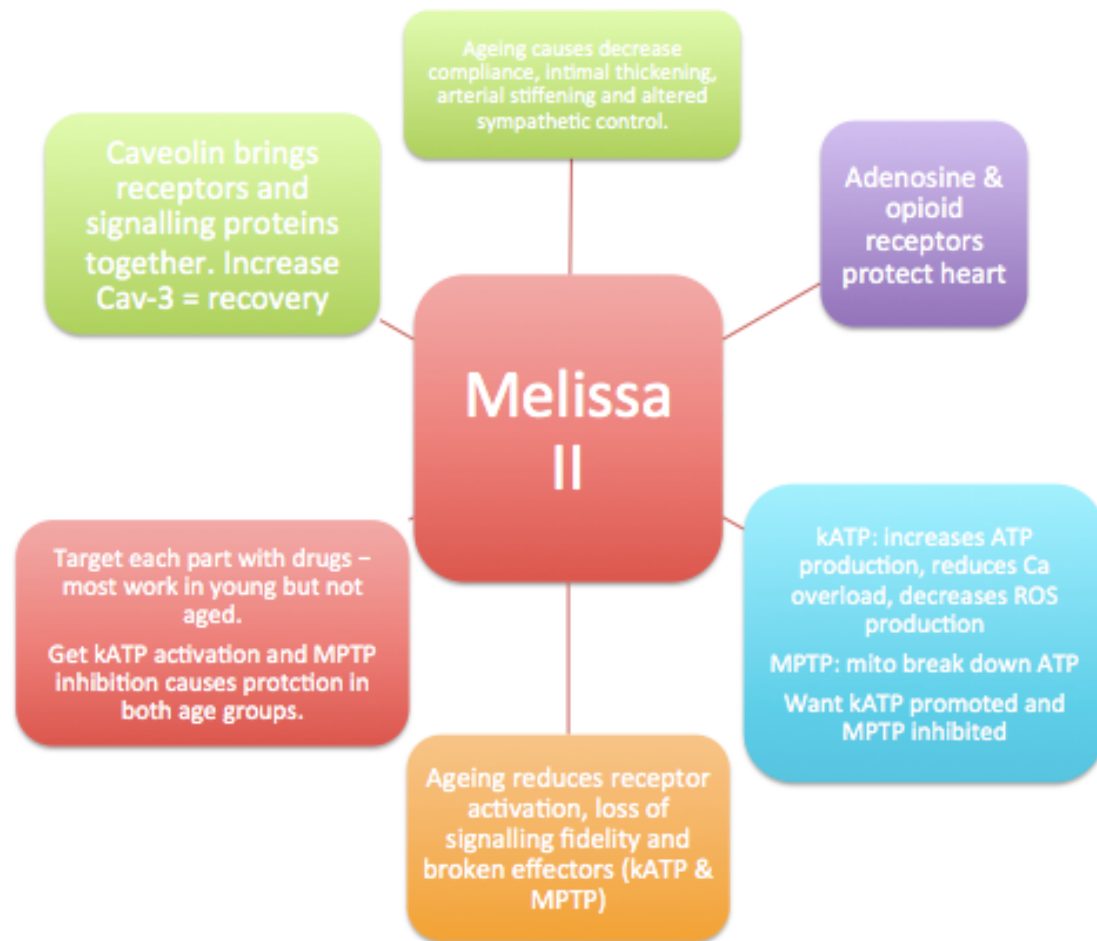 Ageing causes decrease
compliance, intimal thickening,
arterial stiffening and altered
sympathetic control.
Adenosine &
opioid
receptors
protect heart
kATP: increases ATP
production, reduces Ca
overload, decreases ROS
production
MPTP: mito break down ATP
Want kATP promoted and
MPTP inhibited
Ageing reduces receptor
activation, loss of
signalling fidelity and
broken effectors (kATP &
MPTP)
Target each part with drugs –
most work in young but not
aged.
Get kATP activation and MPTP
inhibition causes protction in
both age groups.
Caveolin brings
receptors and
signalling proteins
together. Increase
Cav-3 = recovery
Melissa
II